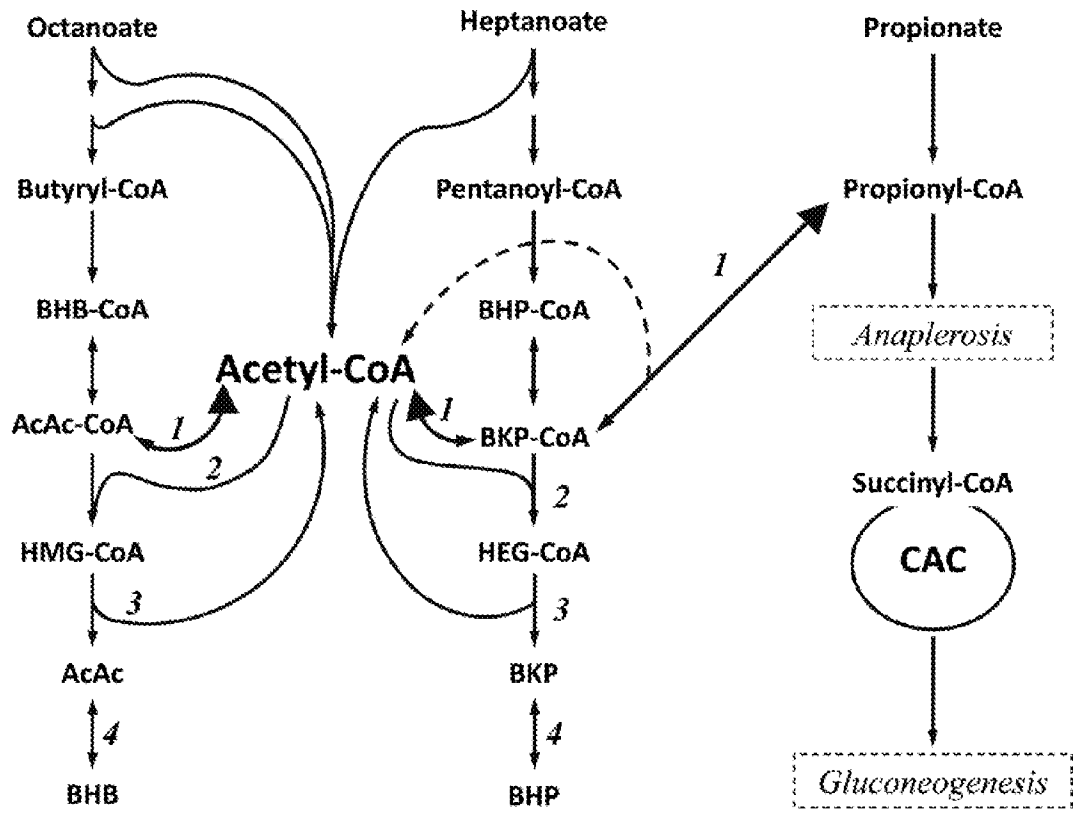 Octanoate
Heptanoate
Propionate
Butyryl-CoA
Pentanoyl-CoA
Propionyl-CoA
1
BHB-CoA
BHP-CoA
Anaplerosis
Acetyl-CoA
AcAc-CoA
1
1
BKP-CoA
2
2
Succinyl-CoA
HMG-CoA
HEG-CoA
CAC
3
3
AcAc
BKP
4
4
BHB
BHP
Gluconeogenesis